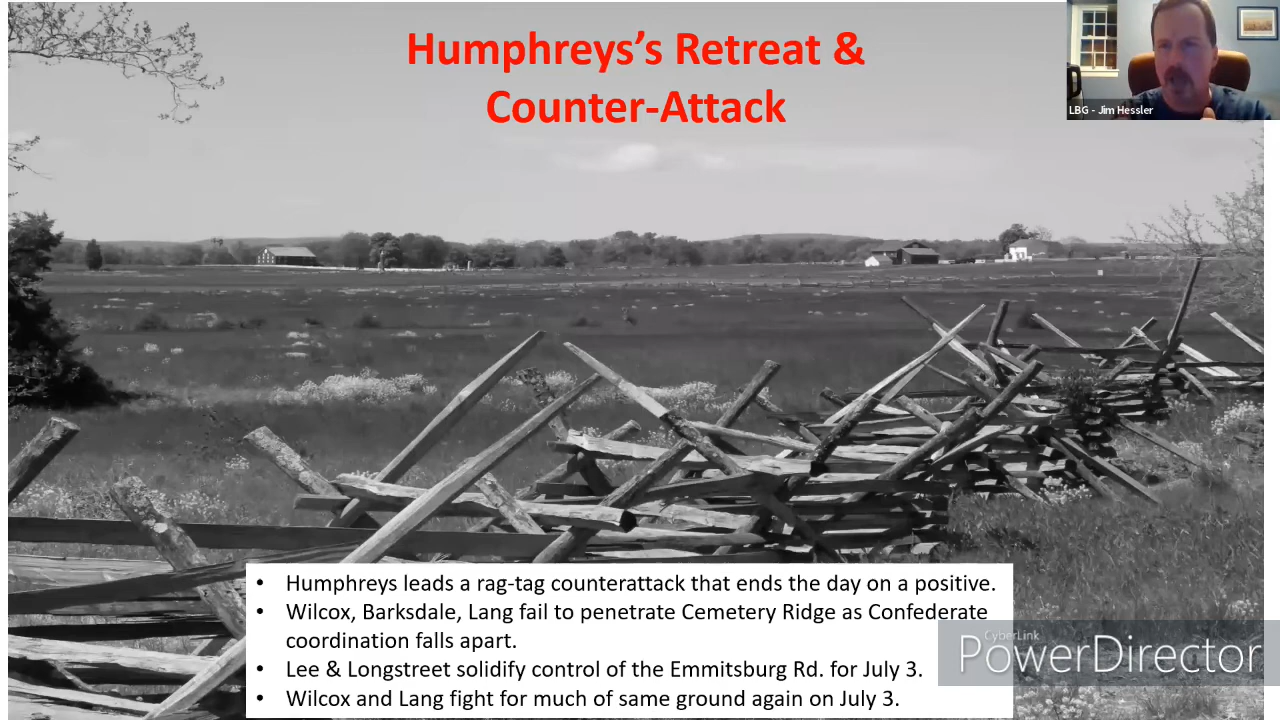 Humphreys’s Retreat &
Counter-Attack
LBG - Jim Hessler
• Humphreys leads a rag-tag counterattack that ends the day on a positive.
• Wilcox, Barksdale, Lang fail to penetrate Cemetery Ridge as Confederate
coordination falls apart.
• Lee & Longstreet solidify control of the Emmitsburg Rd. for July 3.
• Wilcox and Lang fight for much of same ground again on July 3.
CyberLink
PowerDirector